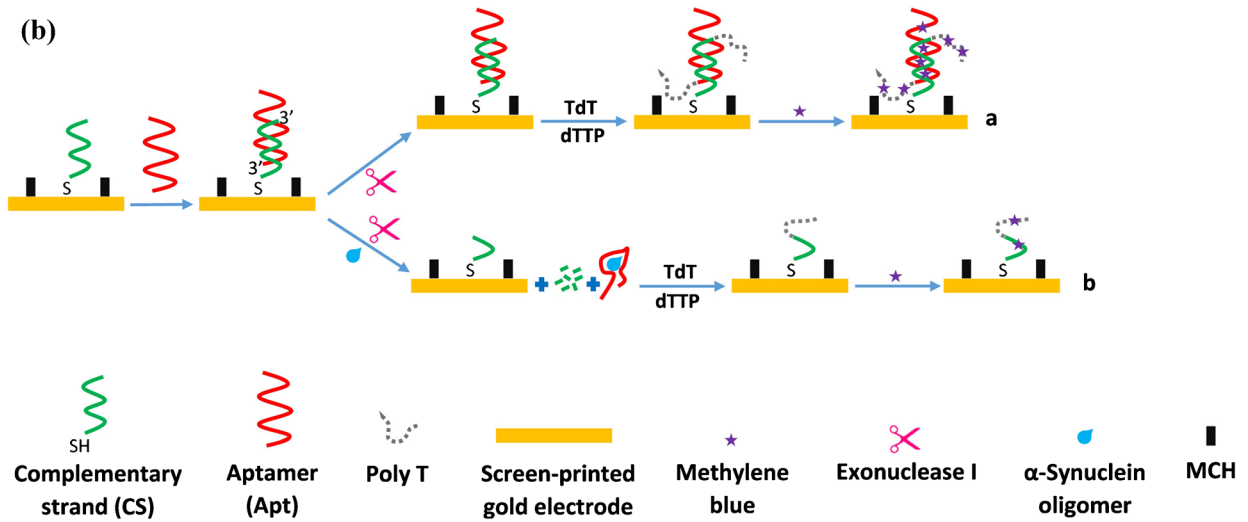 (b)
S
TdT
dTTP
S
S
a
S
3’
3’
S
S
TdT
dTTP
S
S
b
SH
Complementary
strand (CS)
Aptamer
(Apt)
Poly T
Screen-printed
gold electrode
Methylene
blue
Exonuclease I
α-Synuclein
oligomer
MCH